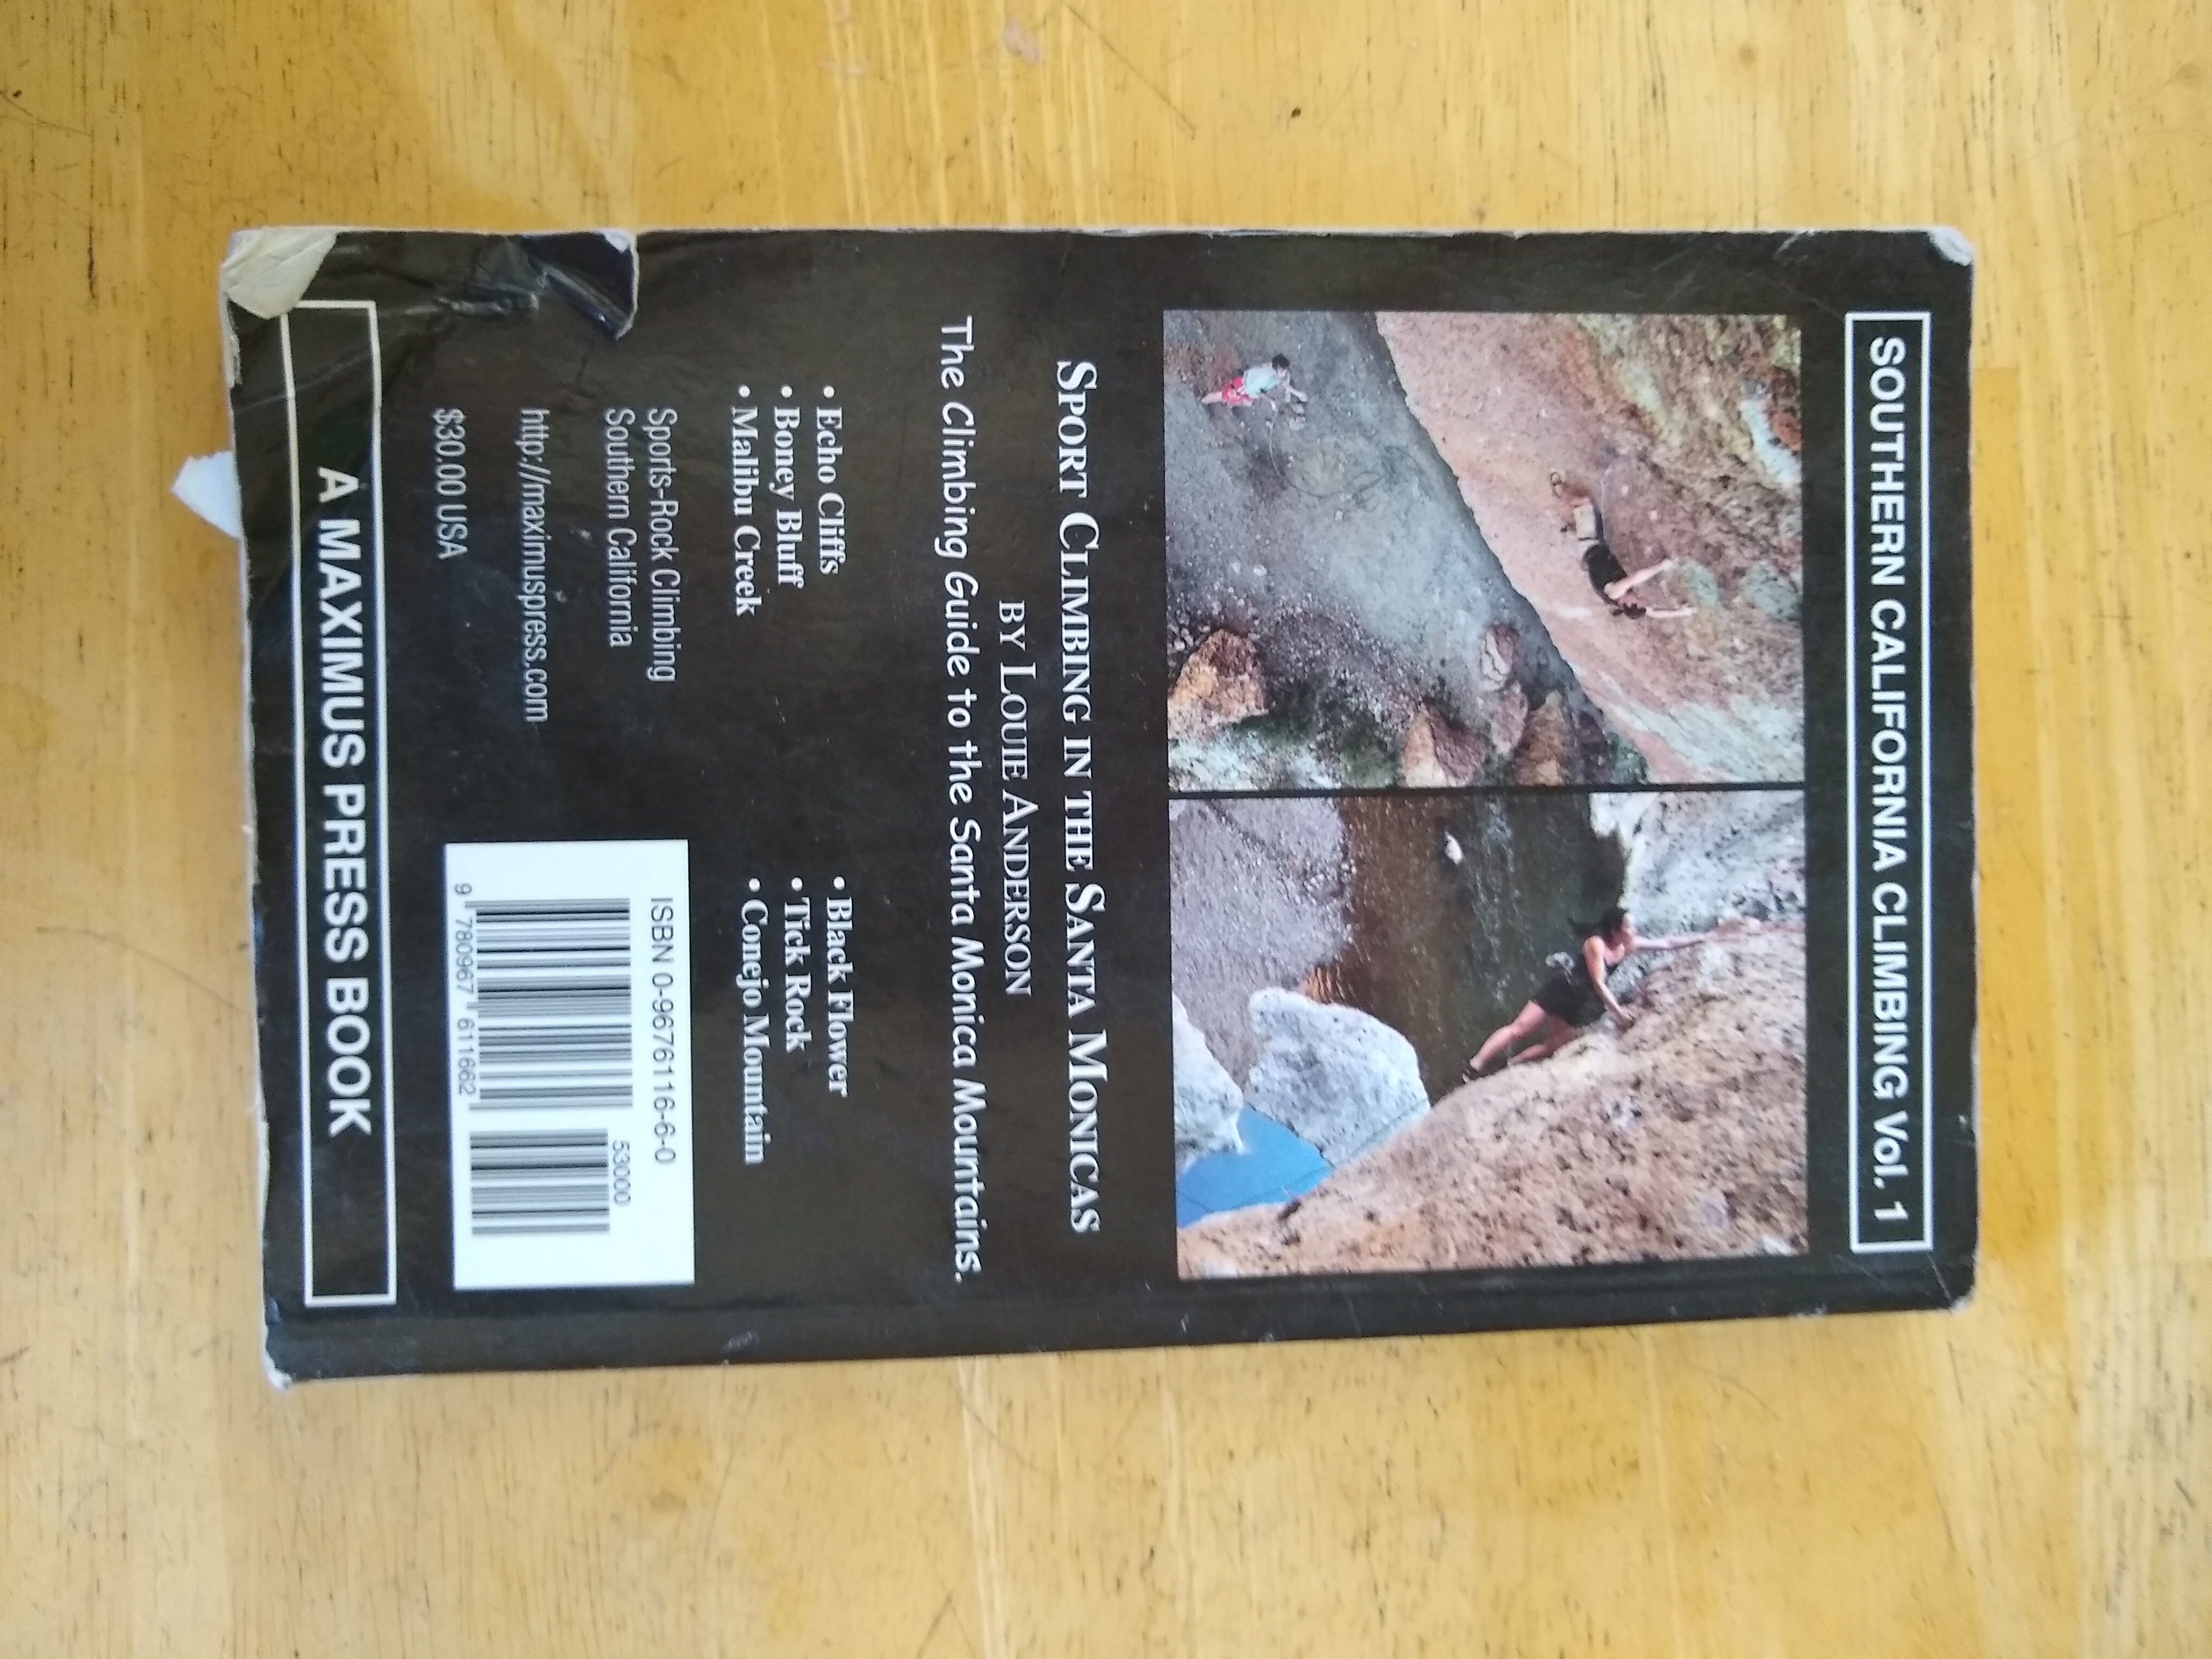 SOUTHERN CALIFORNIA CLIMBING Vol. 1
SPORT CLIMBING IN THE SANTA MONICAS
BY LOUIE ANDERSON
The Climbing Guide to the Santa Monica Mountains.
• Echo Cliffs
• Boney Bluff
• Malibu Creek
• Black Flower
• Tick Rock
• Conejo Mountain
Sports-Rock Climbing
Southern California
http://maximuspress.com
$30.00 USA
ISBN 0-9676116-6-0
53000
9 780967 611662
A MAXIMUS PRESS BOOK